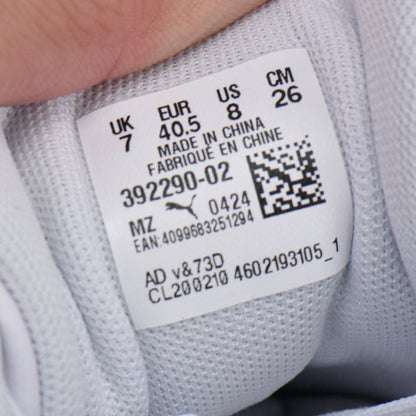 UK EUR US CM
7 40.5 8 26
MADE IN CHINA
FABRIQUÉ EN CHINE
392290-02
MZ 0424
EAN:4099683251294
AD v&73D
CL200210 4602193105_1